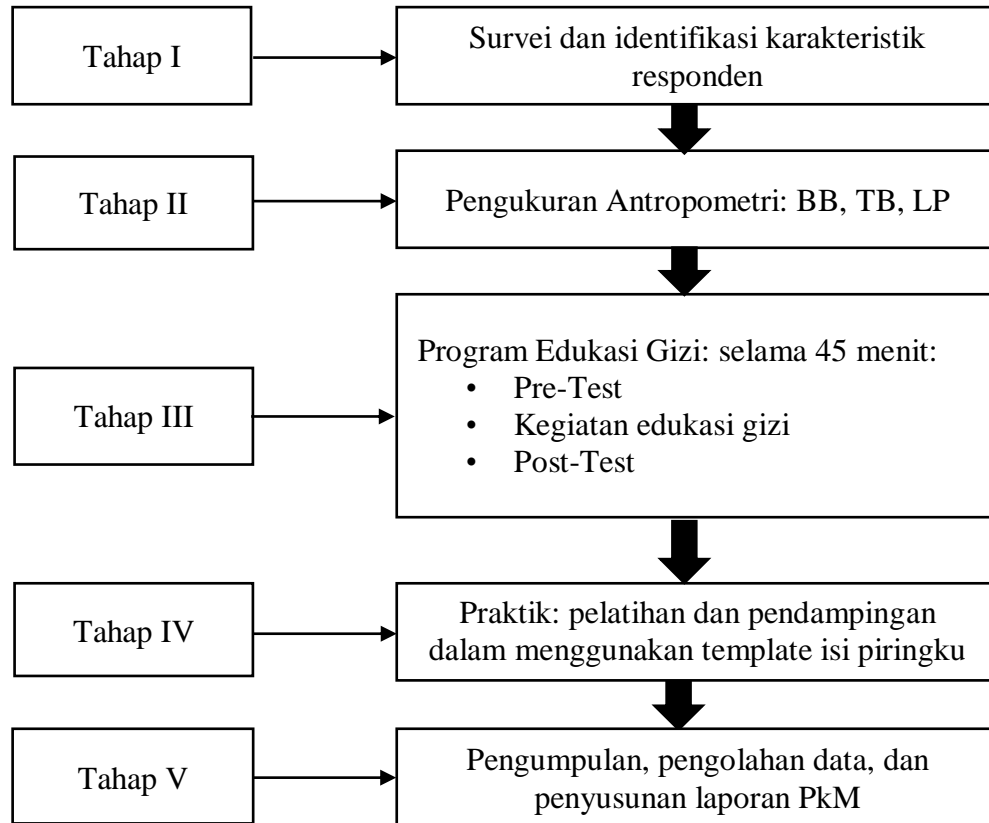 Tahap I
Survei dan identifikasi karakteristik
responden
Tahap II
Pengukuran Antropometri: BB, TB, LP
Tahap III
Program Edukasi Gizi: selama 45 menit:
• Pre-Test
• Kegiatan edukasi gizi
• Post-Test
Tahap IV
Praktik: pelatihan dan pendampingan
dalam menggunakan template isi piringku
Tahap V
Pengumpulan, pengolahan data, dan
penyusunan laporan PkM